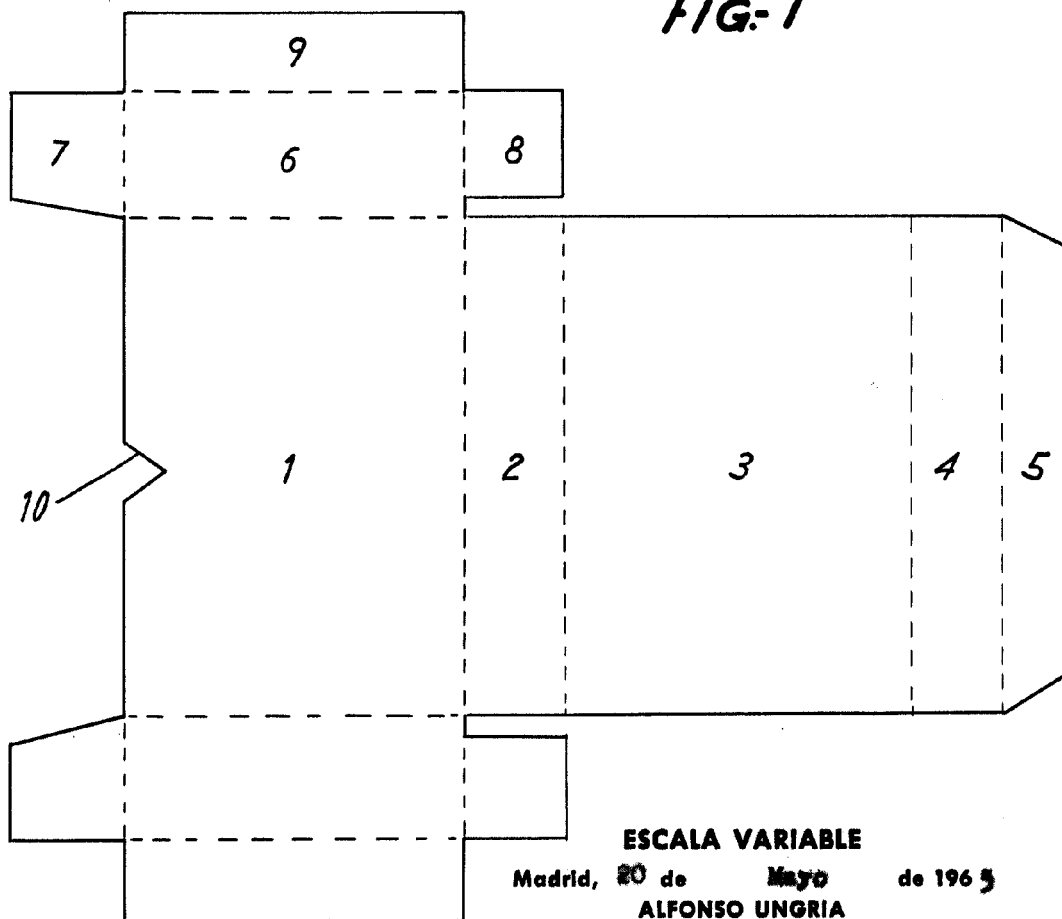 FIG.- 1
9
7 6 8
1 2 3 4 5
10
ESCALA VARIABLE
Madrid, 20 de Mayo de 1965
ALFONSO UNGRIA